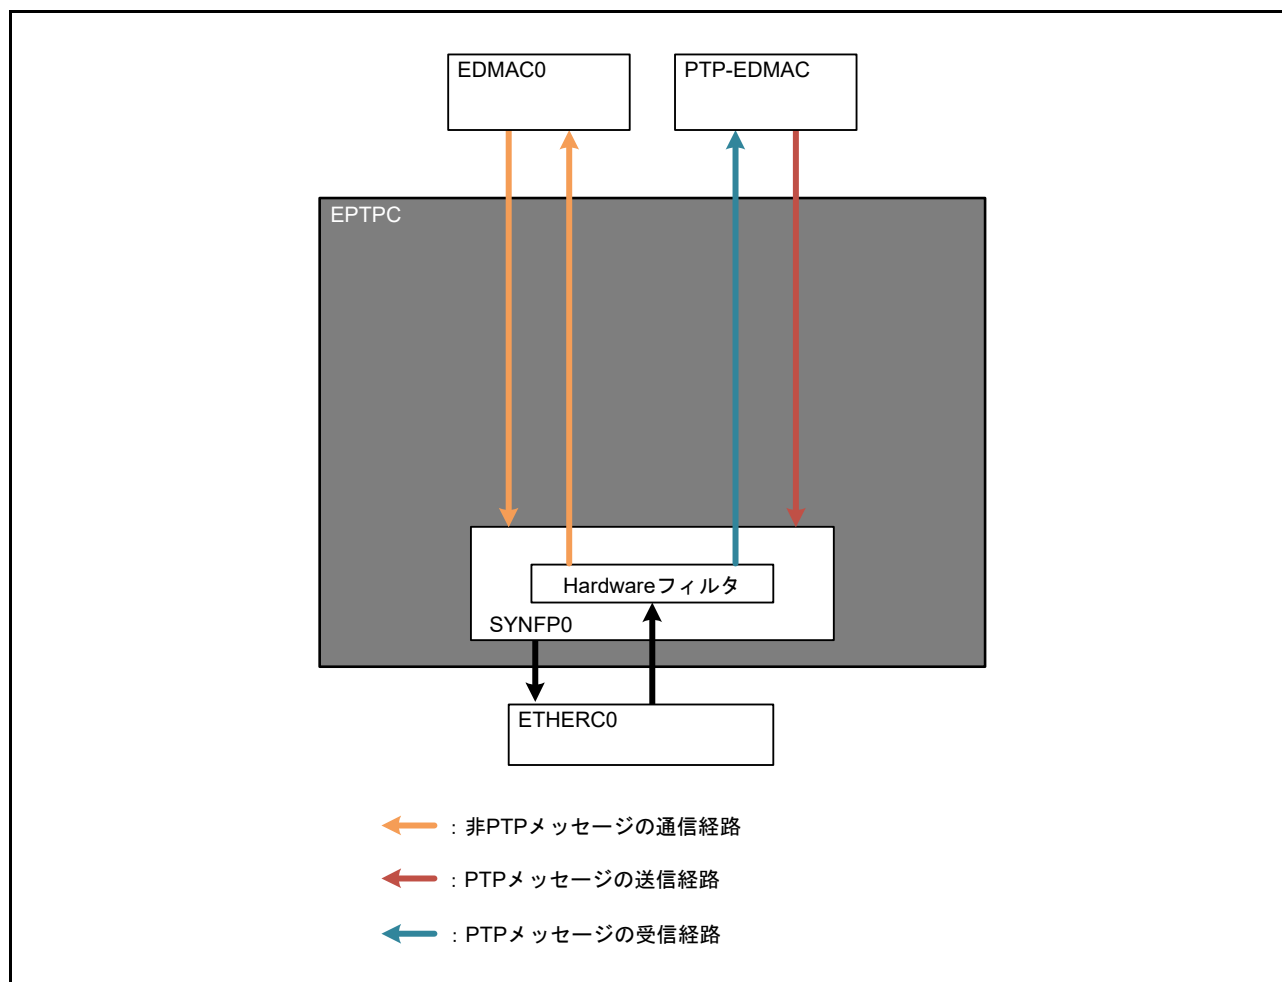 EDMAC0
PTP-EDMAC
EPTPC
Hardwareフィルタ
SYNFP0
ETHERC0
：非PTPメッセージの通信経路
：PTPメッセージの送信経路
：PTPメッセージの受信経路